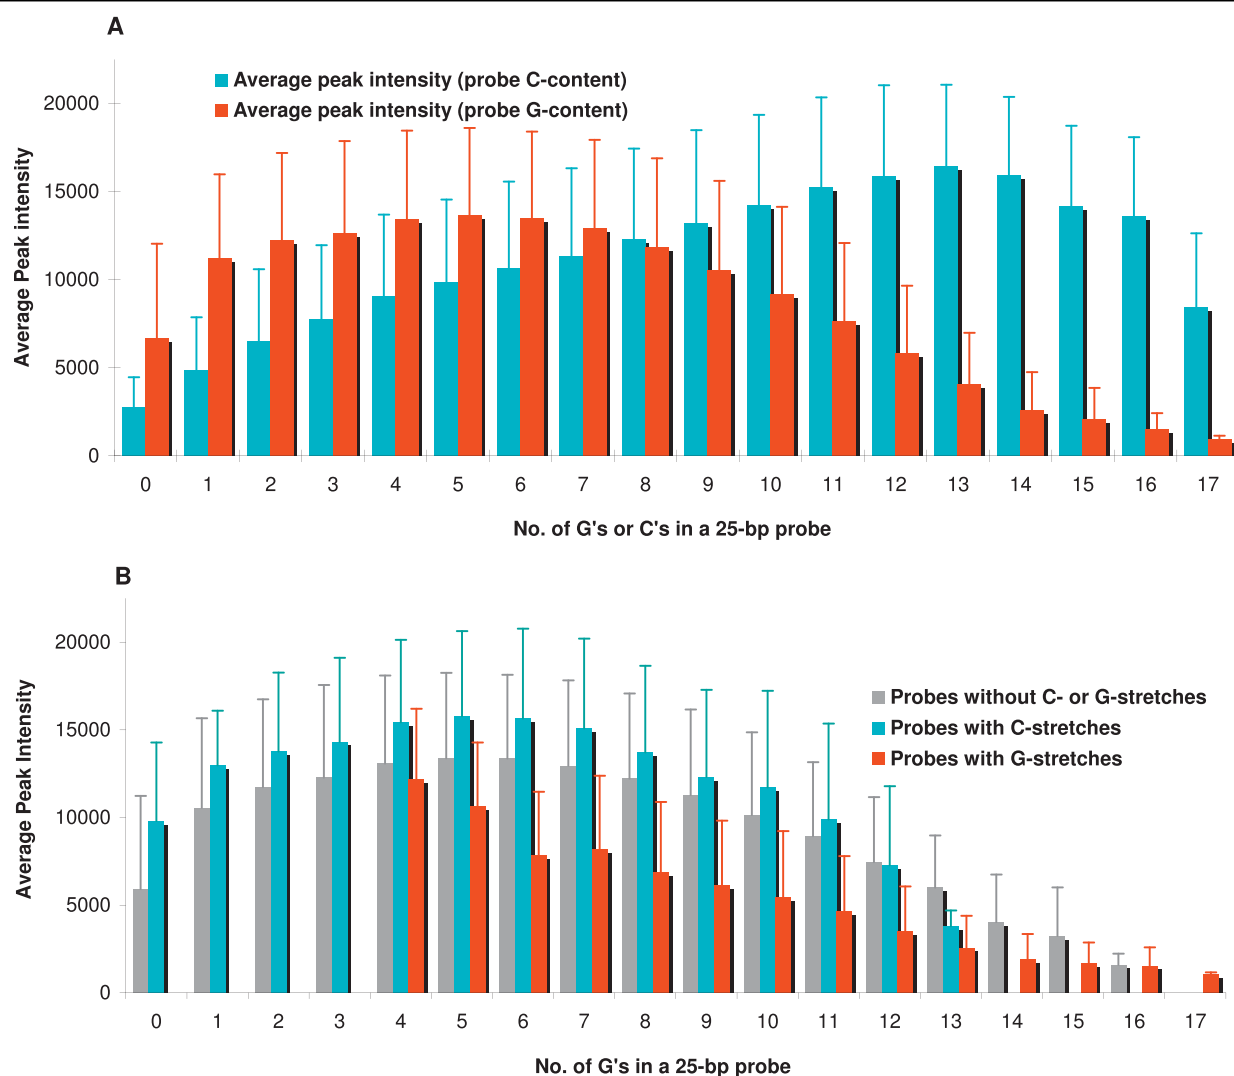 A
Average peak intensity (probe C-content)
Average peak intensity (probe G-content)
Average Peak intensity
20000
15000
10000
5000
0
0 1 2 3 4 5 6 7 8 9 10 11 12 13 14 15 16 17
No. of G's or C's in a 25-bp probe
B
Probes without C- or G-stretches
Probes with C-stretches
Probes with G-stretches
Average Peak Intensity
20000
15000
10000
5000
0
0 1 2 3 4 5 6 7 8 9 10 11 12 13 14 15 16 17
No. of G's in a 25-bp probe